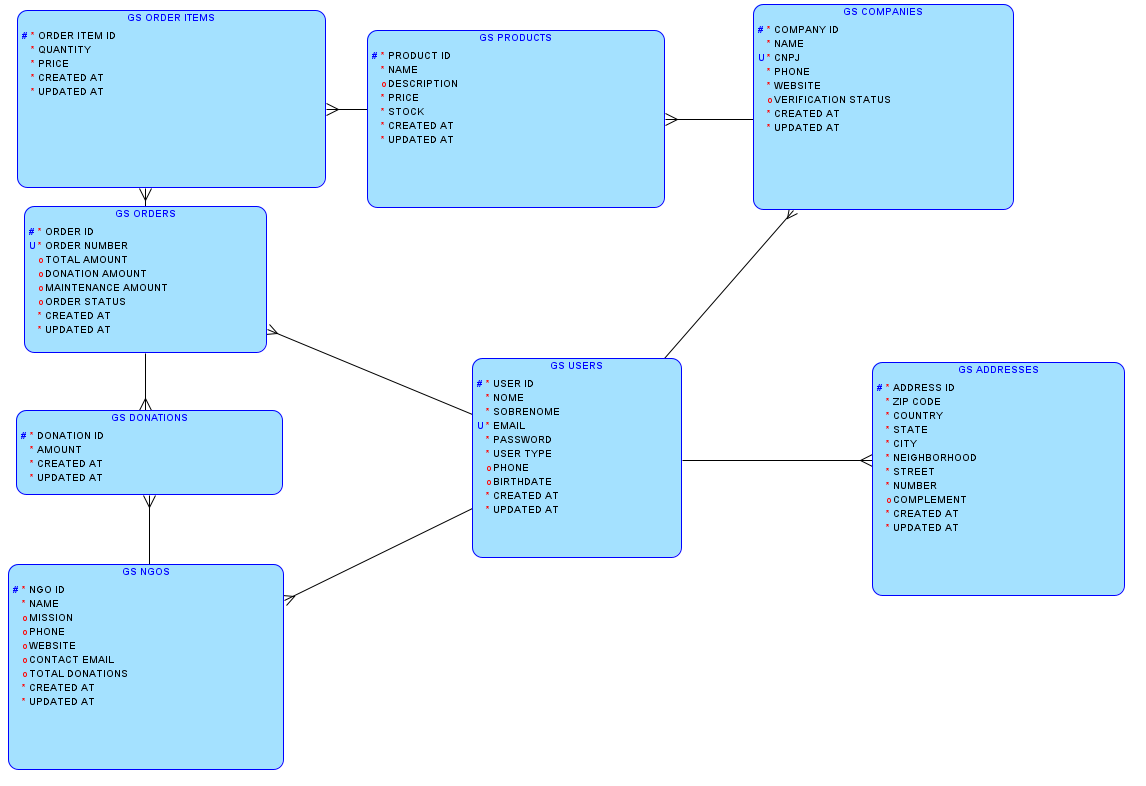 GS ORDER ITEMS
#* ORDER ITEM ID
* QUANTITY
* PRICE
* CREATED AT
* UPDATED AT
GS PRODUCTS
#* PRODUCT ID
* NAME
o DESCRIPTION
* PRICE
* STOCK
* CREATED AT
* UPDATED AT
GS COMPANIES
#* COMPANY ID
* NAME
U* CNPJ
* PHONE
* WEBSITE
o VERIFICATION STATUS
* CREATED AT
* UPDATED AT
GS ORDERS
#* ORDER ID
U* ORDER NUMBER
o TOTAL AMOUNT
o DONATION AMOUNT
o MAINTENANCE AMOUNT
o ORDER STATUS
* CREATED AT
* UPDATED AT
GS USERS
#* USER ID
* NOME
* SOBRENOME
U* EMAIL
* PASSWORD
* USER TYPE
o PHONE
o BIRTHDATE
* CREATED AT
* UPDATED AT
GS ADDRESSES
#* ADDRESS ID
* ZIP CODE
* COUNTRY
* STATE
* CITY
* NEIGHBORHOOD
* STREET
* NUMBER
o COMPLEMENT
* CREATED AT
* UPDATED AT
GS DONATIONS
#* DONATION ID
* AMOUNT
* CREATED AT
* UPDATED AT
GS NGOS
#* NGO ID
* NAME
o MISSION
o PHONE
o WEBSITE
o CONTACT EMAIL
o TOTAL DONATIONS
* CREATED AT
* UPDATED AT